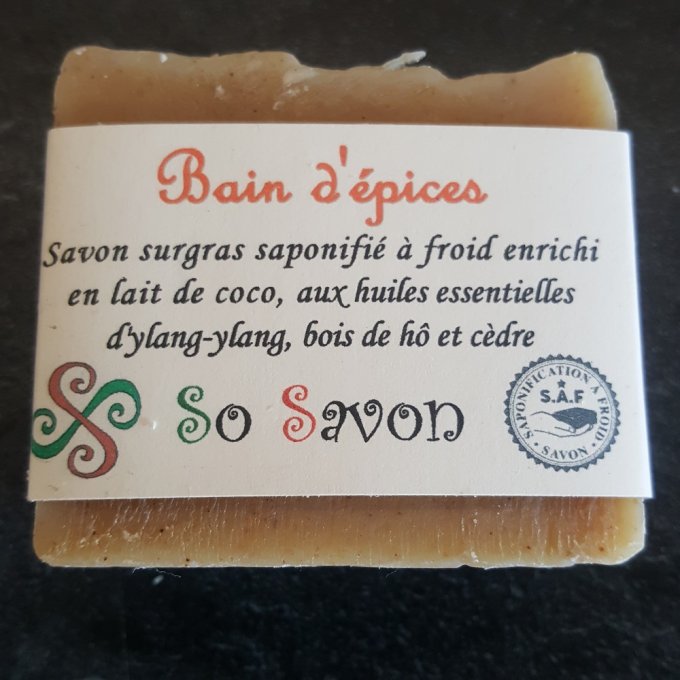 Bain d'épices
Savon surgras saponifié à froid enrichi
en lait de coco, aux huiles essentielles
d'ylang-ylang, bois de hô et cèdre
So Savon
SAPONIFICATION À FROID
S.A.F
SAVON